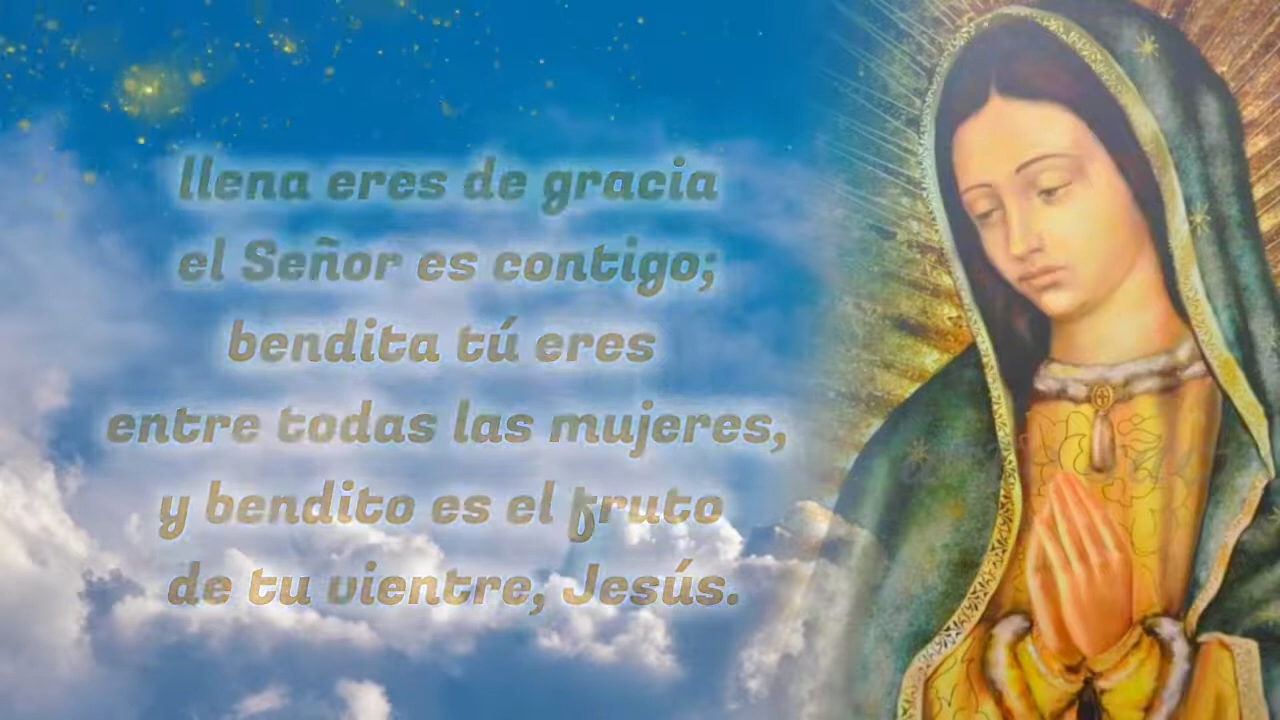 llena eres de gracia
el Señor es contigo;
bendita tú eres
entre todas las mujeres,
y bendito es el fruto
de tu vientre, Jesús.